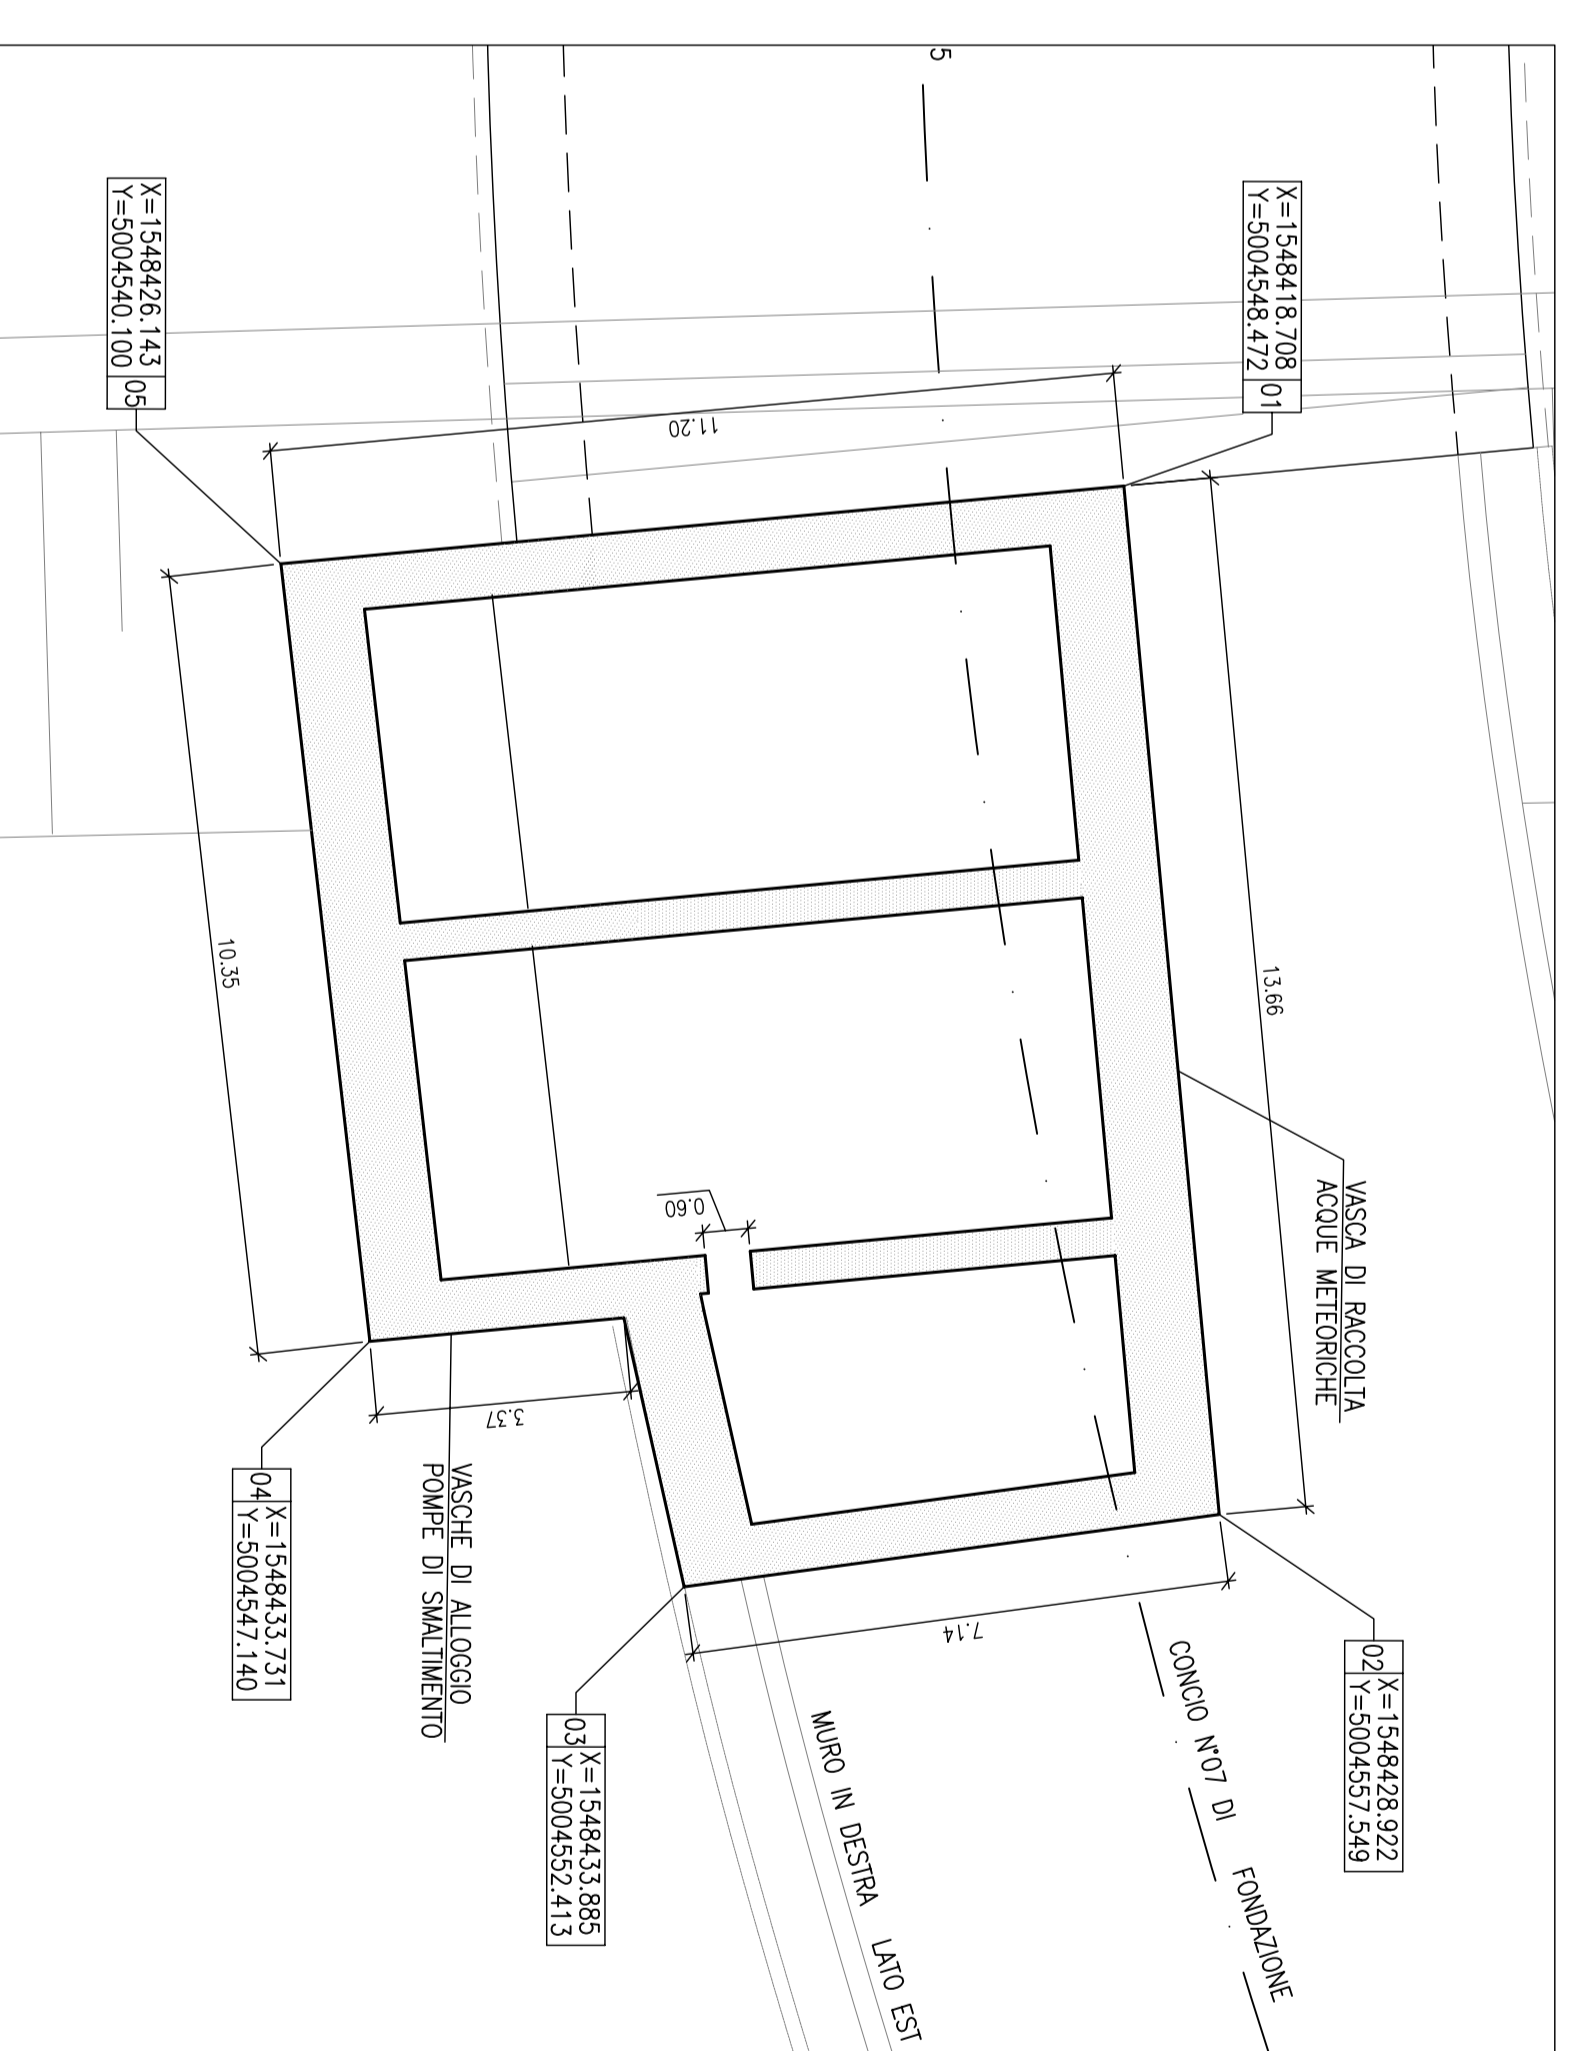 5
X=1548418.708
Y=5004548.472
01
X=1548426.143
Y=5004540.100
05
11.20
10.35
13.66
0.60
VASCA DI RACCOLTA
ACQUE METEORICHE
3.37
VASCHE DI ALLOGGIO
POMPE DI SMALTIMENTO
04
X=1548433.731
Y=5004547.140
7.14
03
X=1548433.885
Y=5004552.413
02
X=1548428.922
Y=5004557.549
CONCIO N°07 DI FONDAZIONE
MURO IN DESTRA LATO EST